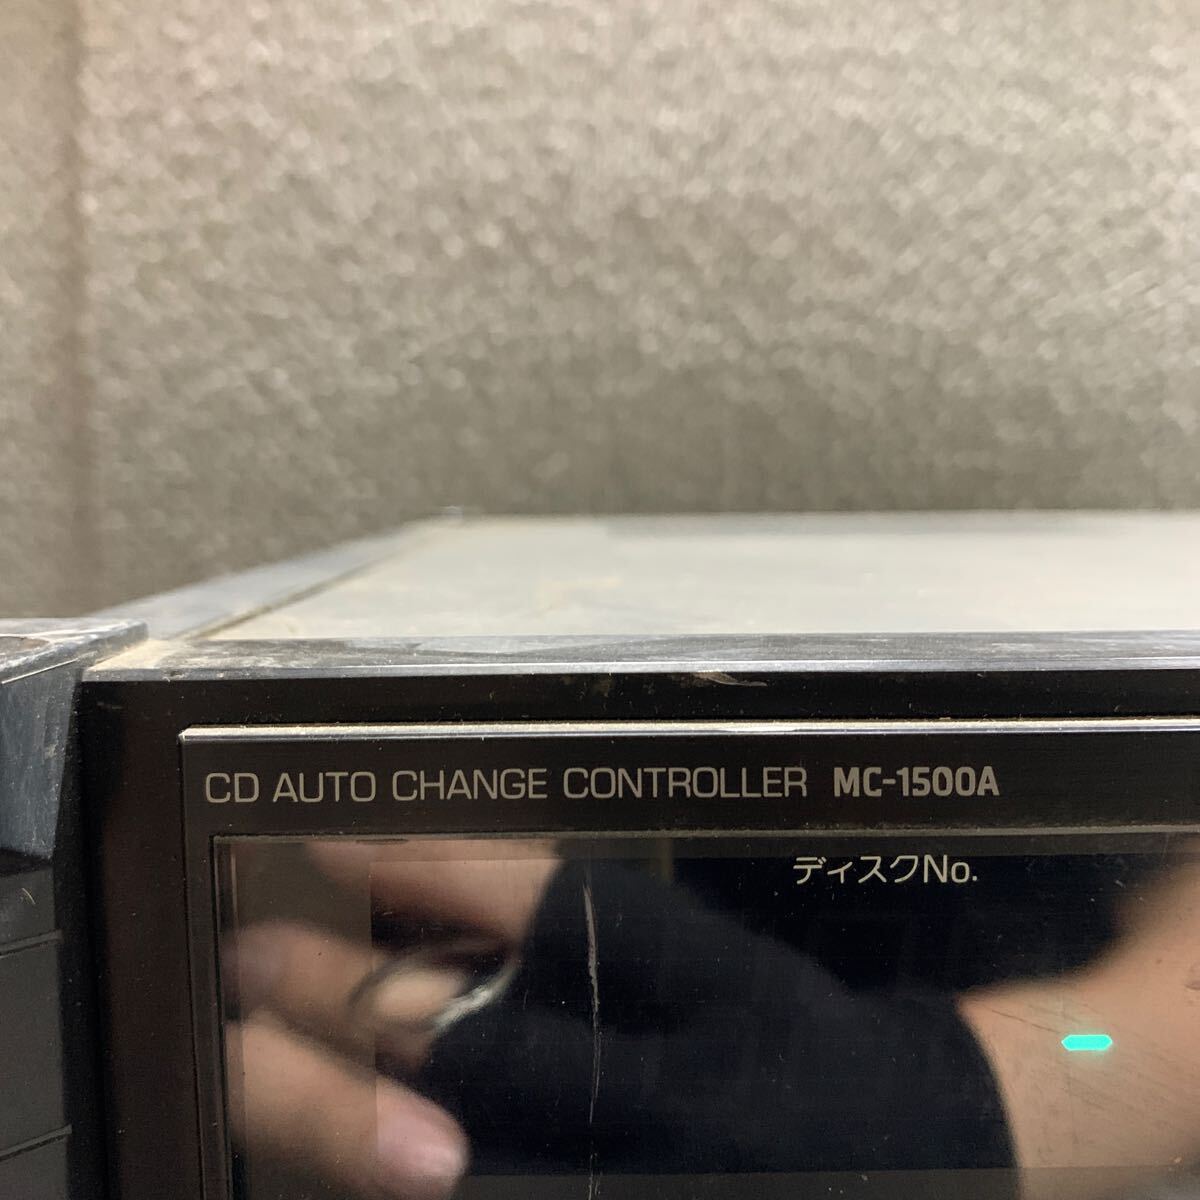 CD AUTO CHANGE CONTROLLER MC-1500A
ディスクNo.